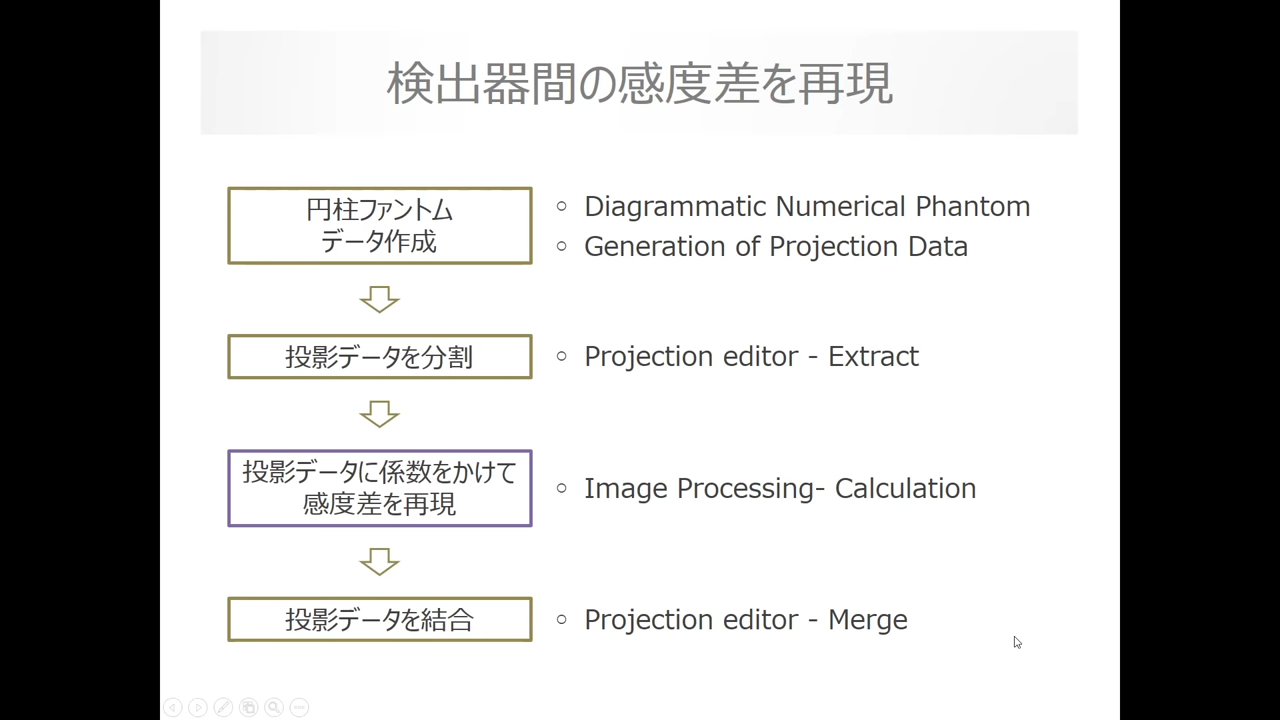 検出器間の感度差を再現
円柱ファントム
データ作成
○ Diagrammatic Numerical Phantom
○ Generation of Projection Data
投影データを分割
○ Projection editor - Extract
投影データに係数をかけて
感度差を再現
○ Image Processing- Calculation
投影データを結合
○ Projection editor - Merge